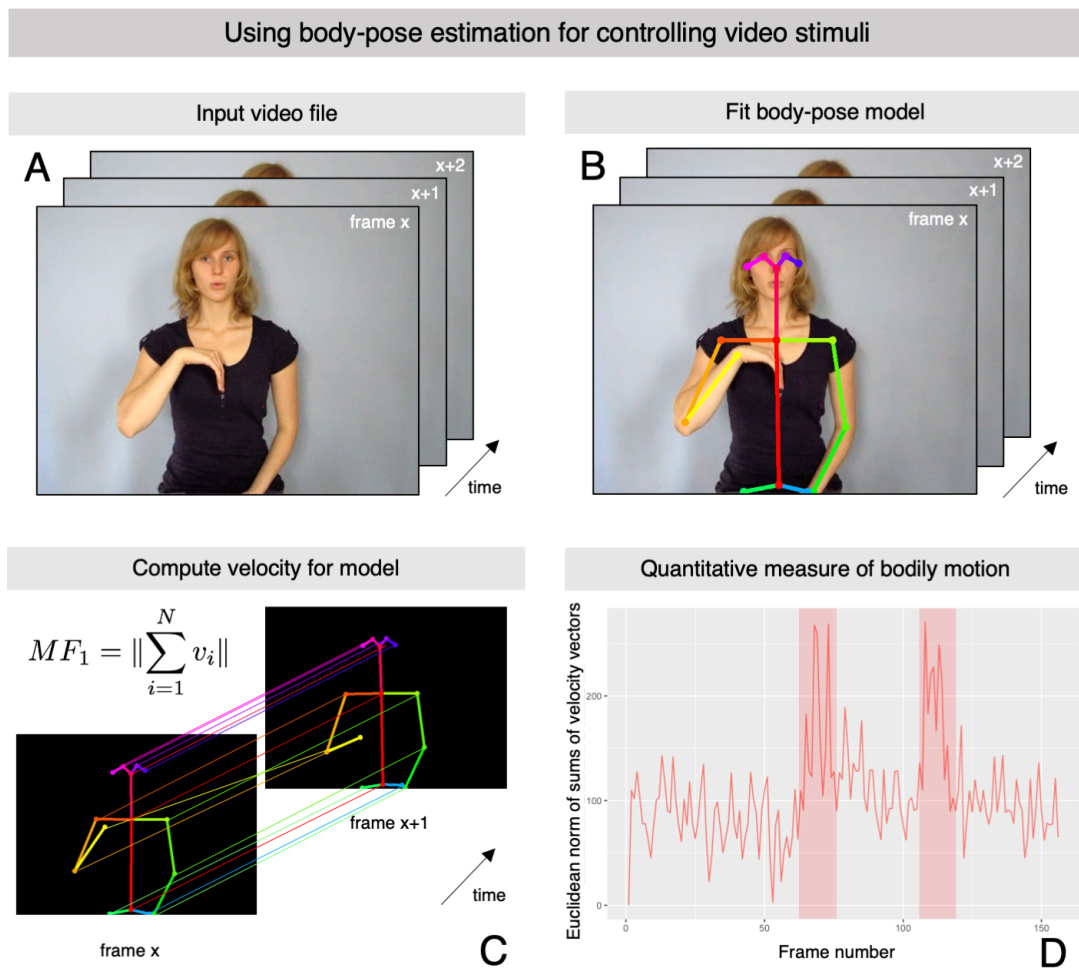 Using body-pose estimation for controlling video stimuli
Input video file
A
x+2
x+1
frame x
time
Fit body-pose model
B
x+2
x+1
frame x
time
Compute velocity for model
MF₁ = ‖∑ᵢ₌₁ᴺ vᵢ‖
frame x+1
time
frame x
C
Quantitative measure of bodily motion
Euclidean norm of sums of velocity vectors
200
100
0
0 50 100 150
Frame number
D